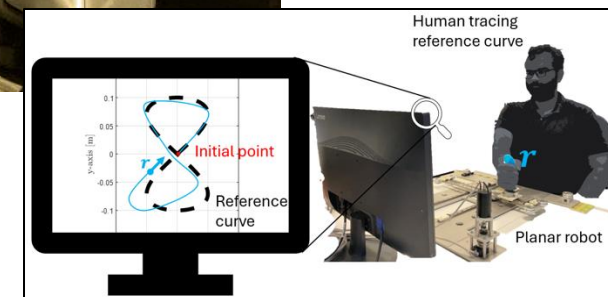 Human tracing
reference curve
0.1
0.05
0
-0.05
-0.1
y-axis [m]
r
Initial point
Reference
curve
r
Planar robot